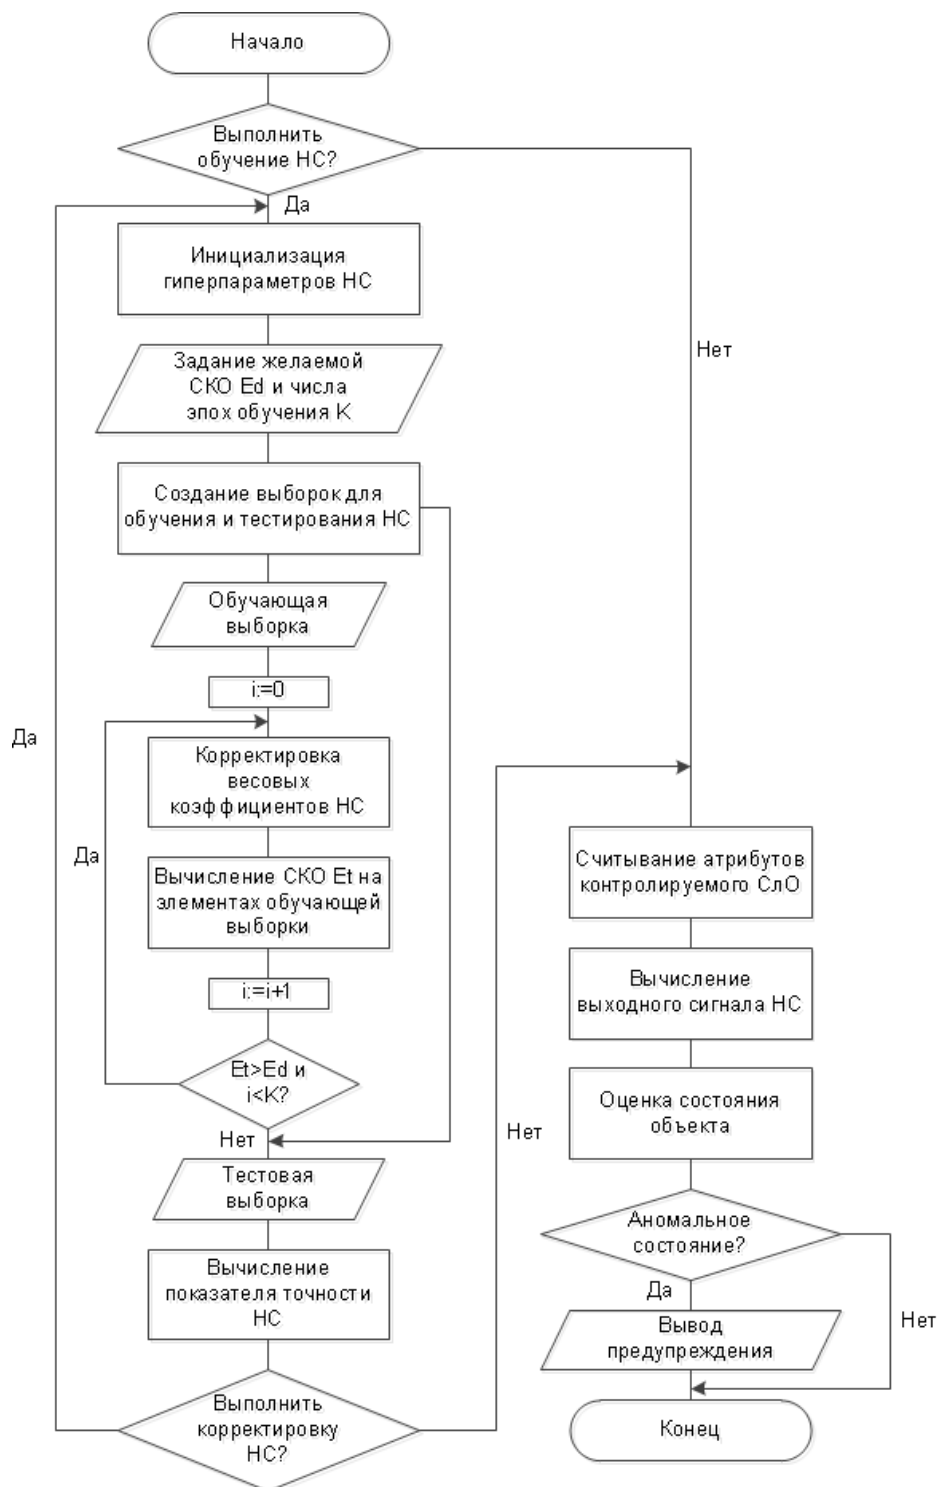 Начало
Выполнить
обучение НС?
Да
Инициализация
гиперпараметров НС
Задание желаемой
СКО Ed и числа
эпох обучения K
Создание выборок для
обучения и тестирования НС
Обучающая
выборка
i:=0
Корректировка
весовых
коэффициентов НС
Вычисление СКО Et на
элементах обучающей
выборки
i:=i+1
Et>Ed и
i<K?
Да
Нет
Тестовая
выборка
Вычисление
показателя точности
НС
Выполнить
корректировку
НС?
Да
Нет
Нет
Считывание атрибутов
контролируемого СлО
Вычисление
выходного сигнала НС
Оценка состояния
объекта
Аномальное
состояние?
Да
Нет
Вывод
предупреждения
Конец